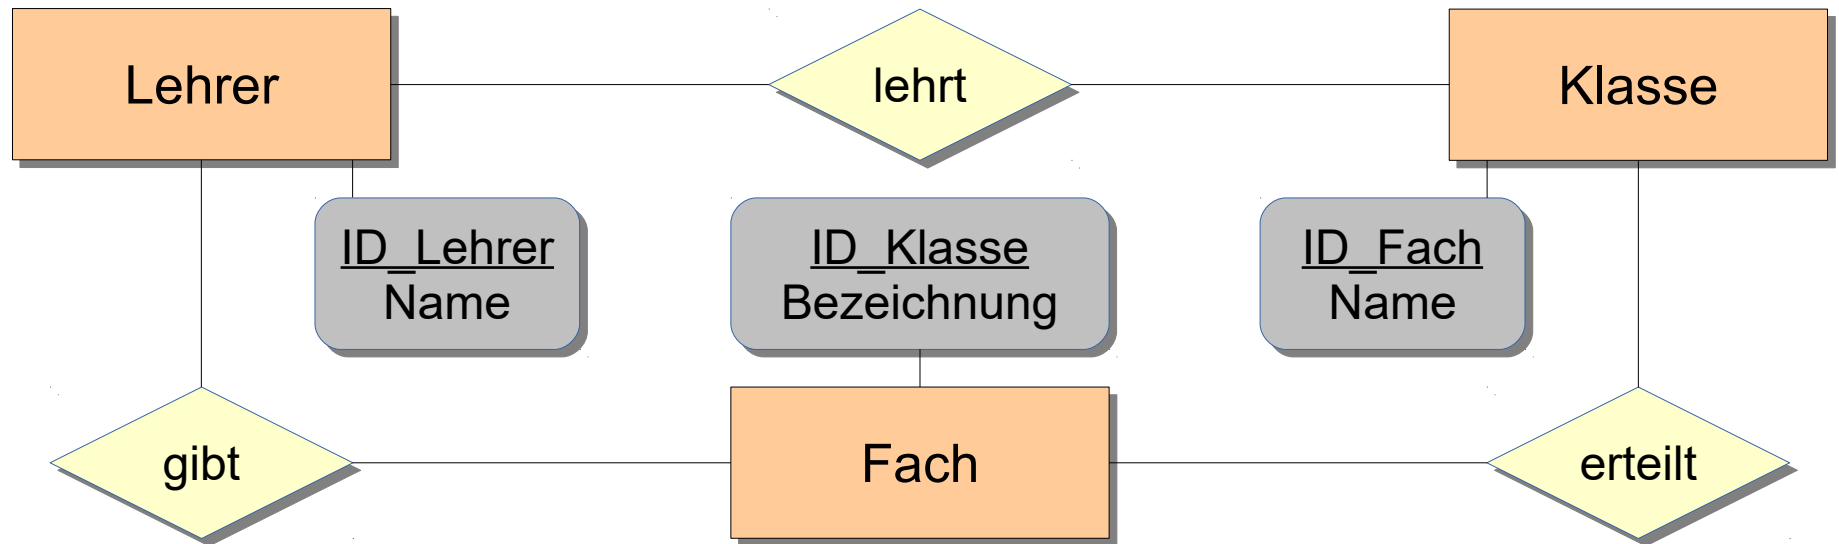 Lehrer
lehrt
Klasse
ID_Lehrer
Name
ID_Klasse
Bezeichnung
ID_Fach
Name
gibt
Fach
erteilt